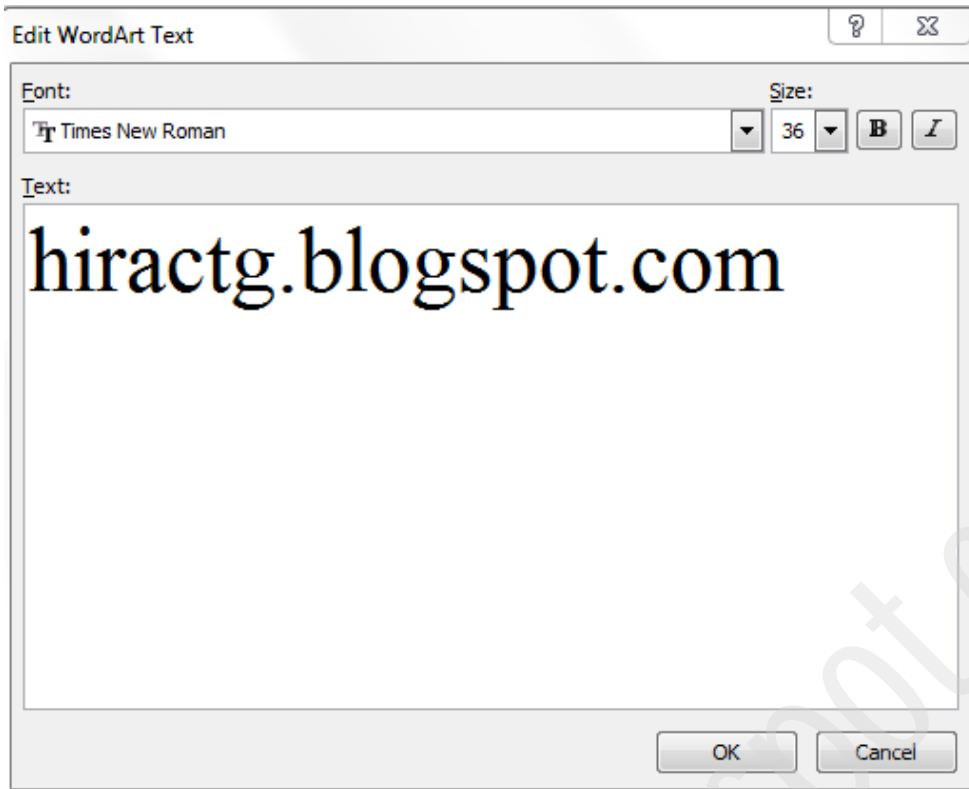 Edit WordArt Text
Font:
Size:
Times New Roman
36
B
I
Text:
hiractg.blogspot.com
OK
Cancel